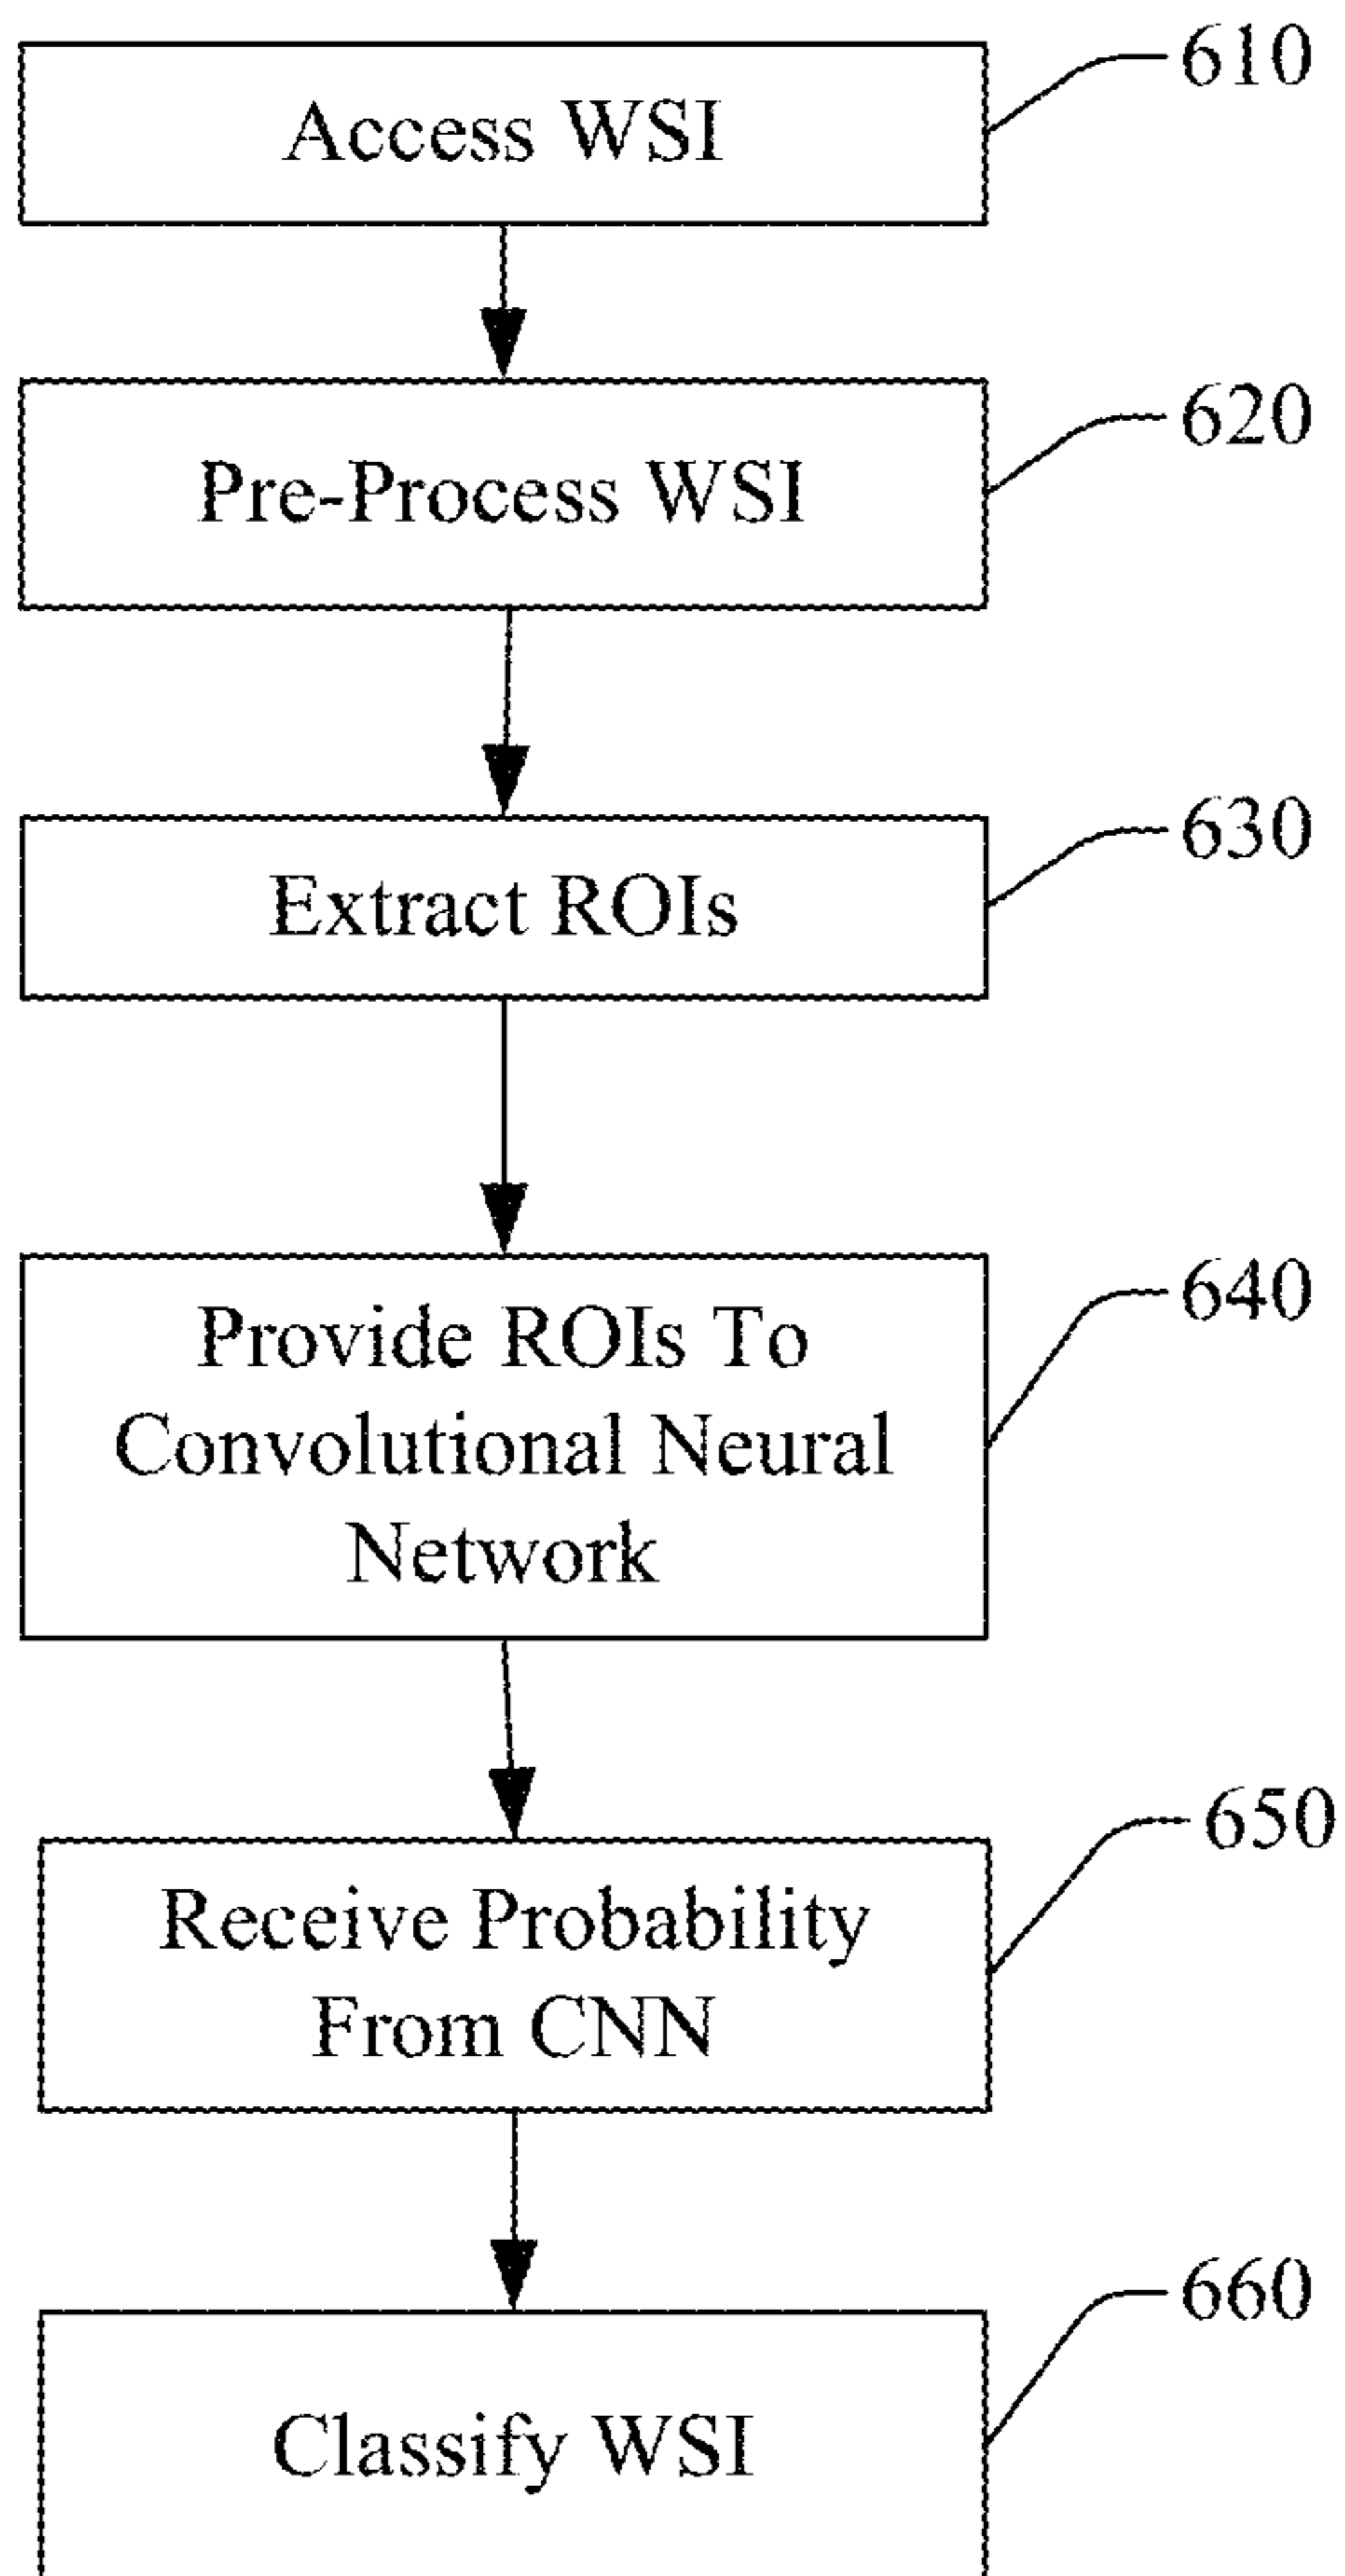 610
Access WSI
620
Pre-Process WSI
630
Extract ROIs
640
Provide ROIs To
Convolutional Neural
Network
650
Receive Probability
From CNN
660
Classify WSI